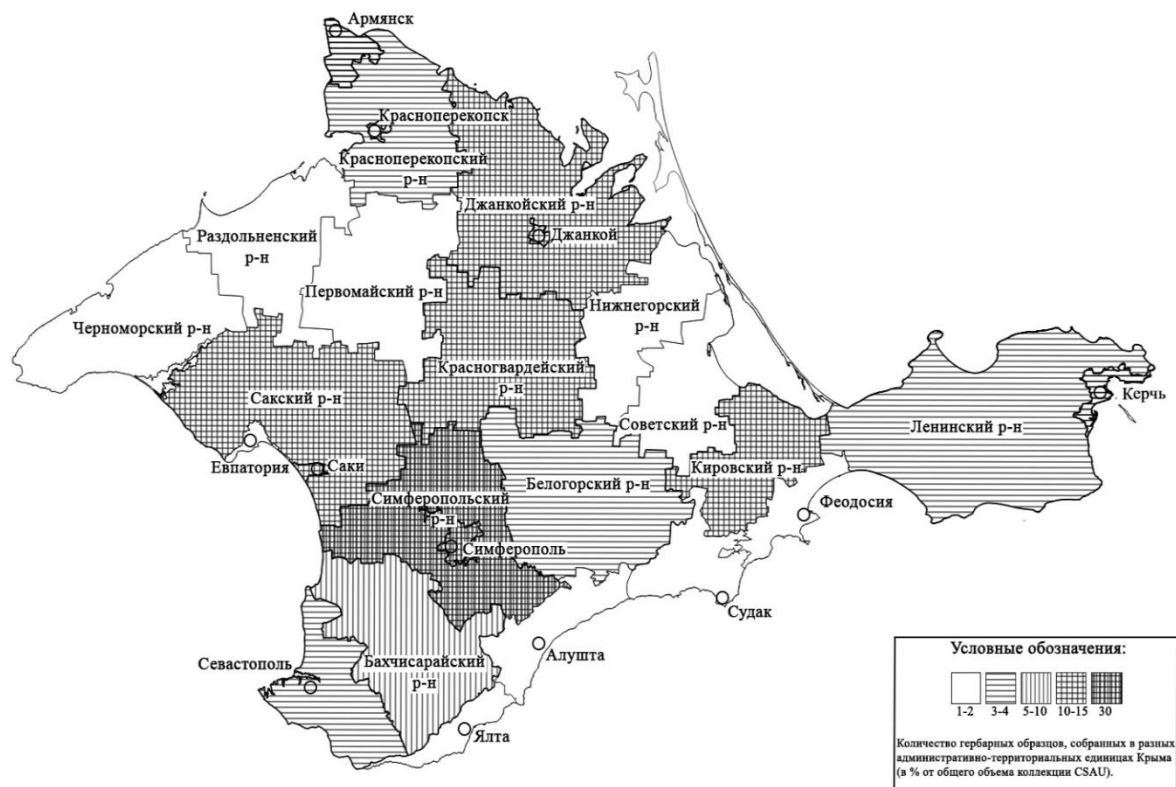 Армянск
Красноперекопск
Красноперекопский
р-н
Джанкойский р-н
Джанкой
Раздольненский
р-н
Первомайский р-н
Нижнегорский
р-н
Черноморский р-н
Красногвардейский
р-н
Сакский р-н
Советский р-н
Ленинский р-н
Керчь
Евпатория
Саки
Белогорский р-н
Кировский р-н
Симферопольский
р-н
Феодосия
Симферополь
Судак
Алушта
Севастополь
Бахчисарайский
р-н
Ялта
Условные обозначения:
1-2 3-4 5-10 10-15 30
Количество гербарных образцов, собранных в разных
административно-территориальных единицах Крыма
(в % от общего объема коллекции CSAU).